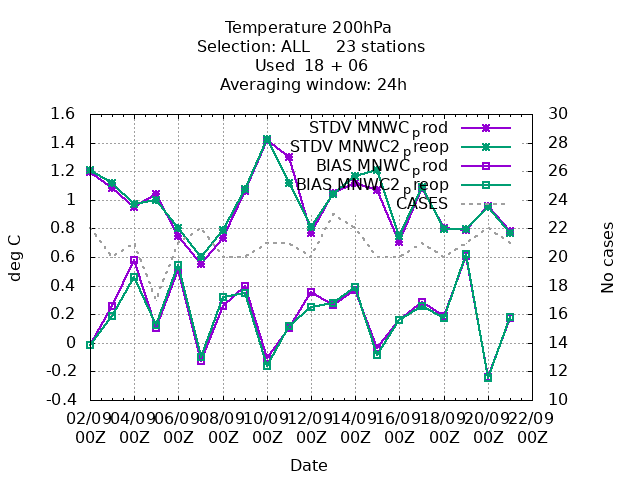 Temperature 200hPa
Selection: ALL 23 stations
Used 18 + 06
Averaging window: 24h
STDV MNWC_prod
STDV MNWC2_preop
BIAS MNWC_prod
BIAS MNWC2_preop
CASES
1.6
1.4
1.2
1
0.8
0.6
0.4
0.2
0
-0.2
-0.4
deg C
30
28
26
24
22
20
18
16
14
12
10
No cases
02/09 04/09 06/09 08/09 10/09 12/09 14/09 16/09 18/09 20/09 22/09
00Z 00Z 00Z 00Z 00Z 00Z 00Z 00Z 00Z 00Z 00Z
Date